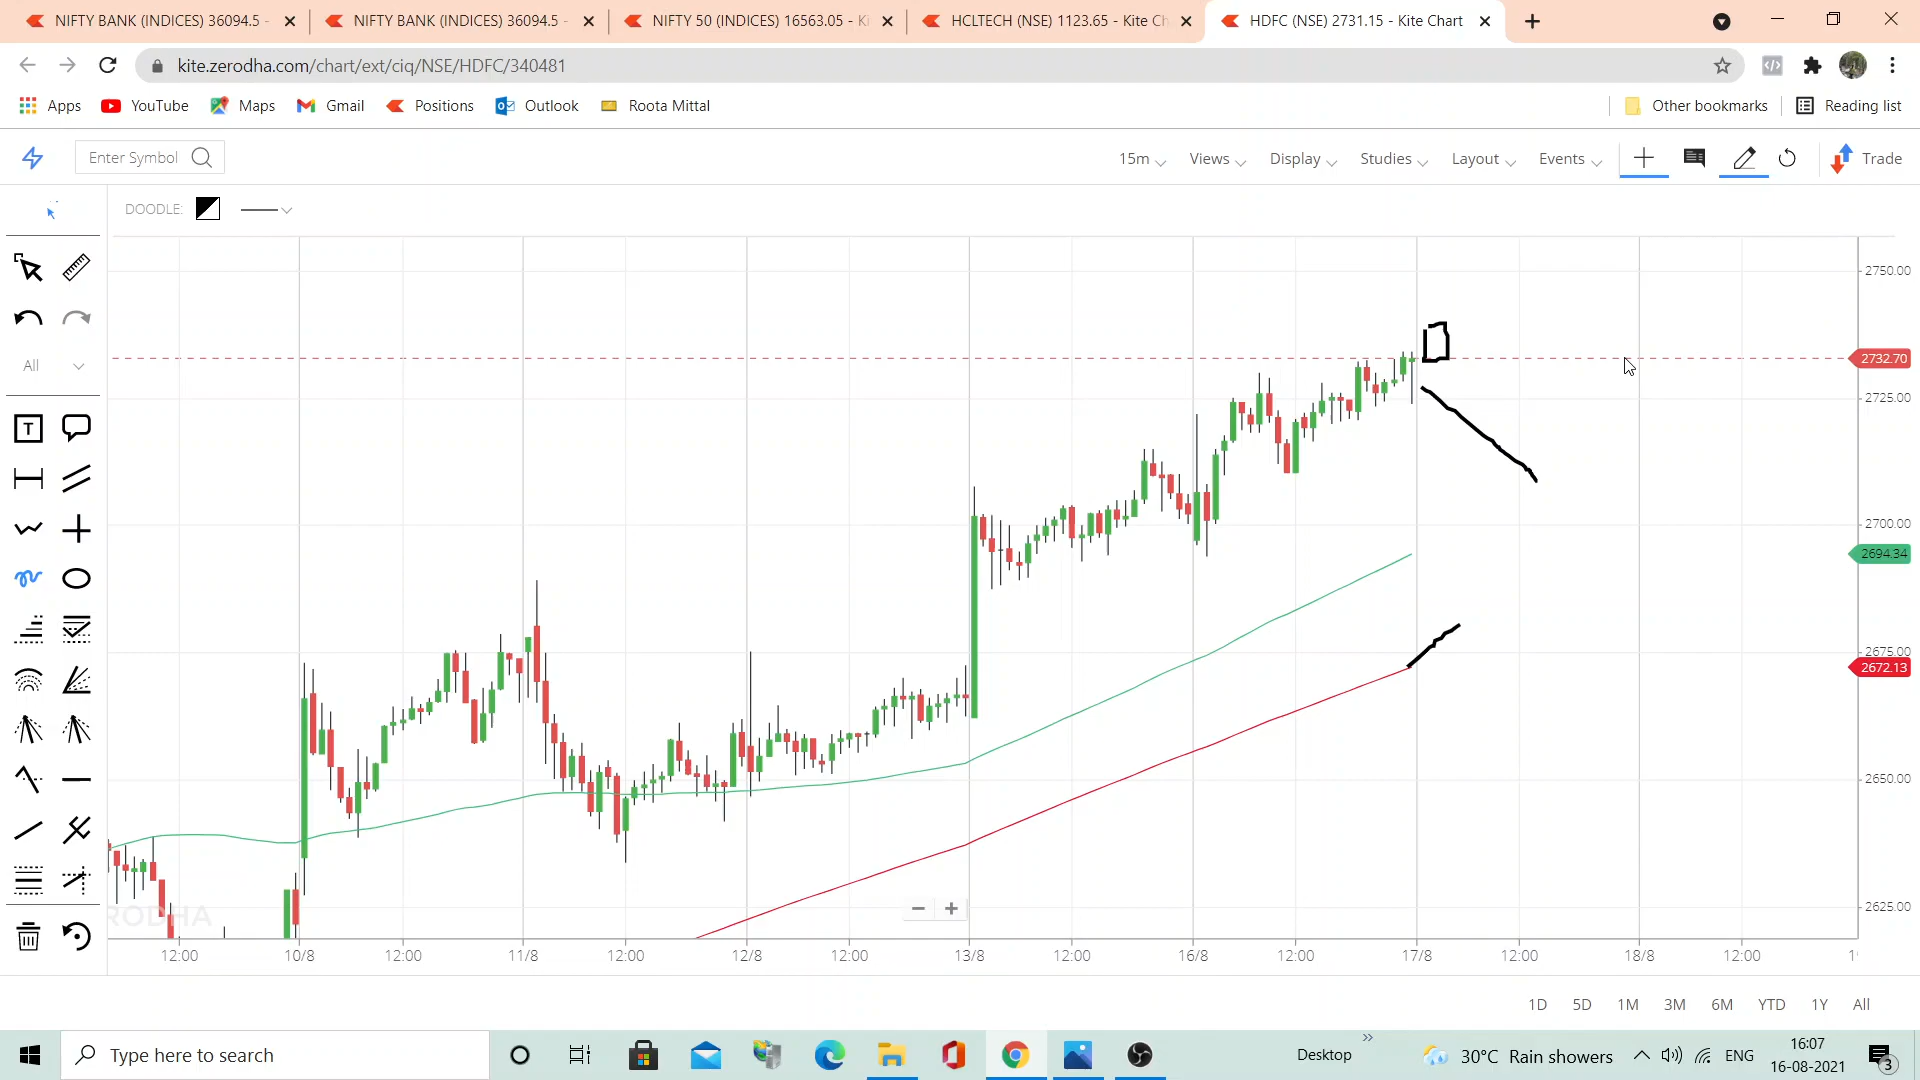 NIFTY BANK (INDICES) 36094.5 -
NIFTY BANK (INDICES) 36094.5 -
NIFTY 50 (INDICES) 16563.05 - K
HCLTECH (NSE) 1123.65 - Kite Ch
HDFC (NSE) 2731.15 - Kite Chart
kite.zerodha.com/chart/ext/ciq/NSE/HDFC/340481
Apps YouTube Maps Gmail Positions Outlook Roota Mittal Other bookmarks Reading list
Enter Symbol 15m Views Display Studies Layout Events Trade
DOODLE:
All
T
2750.00
2732.70
2725.00
2700.00
2694.34
2675.00
2672.13
2650.00
2625.00
RODHA
12:00 10/8 12:00 11/8 12:00 12/8 12:00 13/8 12:00 16/8 12:00 17/8 12:00 18/8 12:00 1
1D 5D 1M 3M 6M YTD 1Y All
Type here to search Desktop 30°C Rain showers ENG
16:07
16-08-2021
3